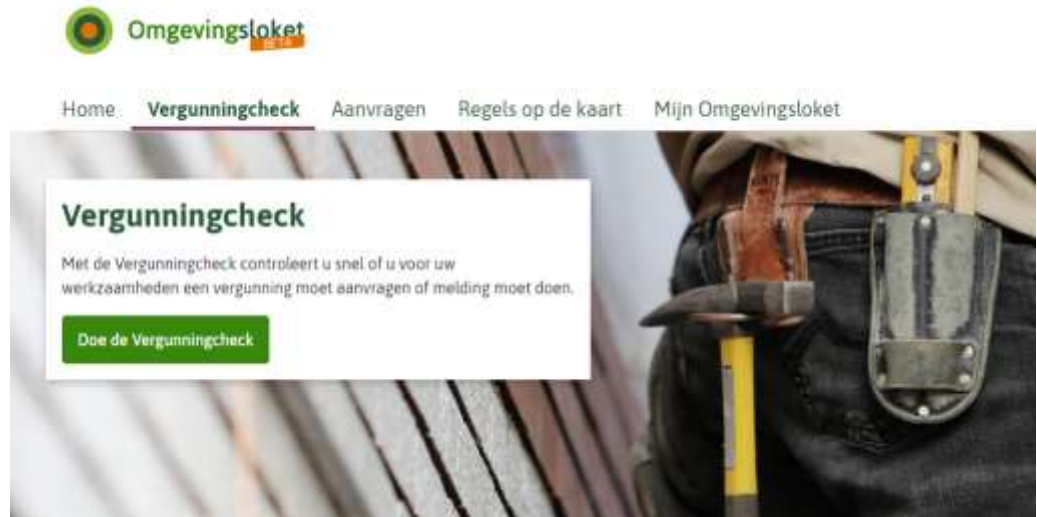 Omgevingsloket
BETA
Home Vergunningcheck Aanvragen Regels op de kaart Mijn Omgevingsloket
Vergunningcheck
Met de Vergunningcheck controleert u snel of u voor uw
werkzaamheden een vergunning moet aanvragen of melding moet doen.
Doe de Vergunningcheck